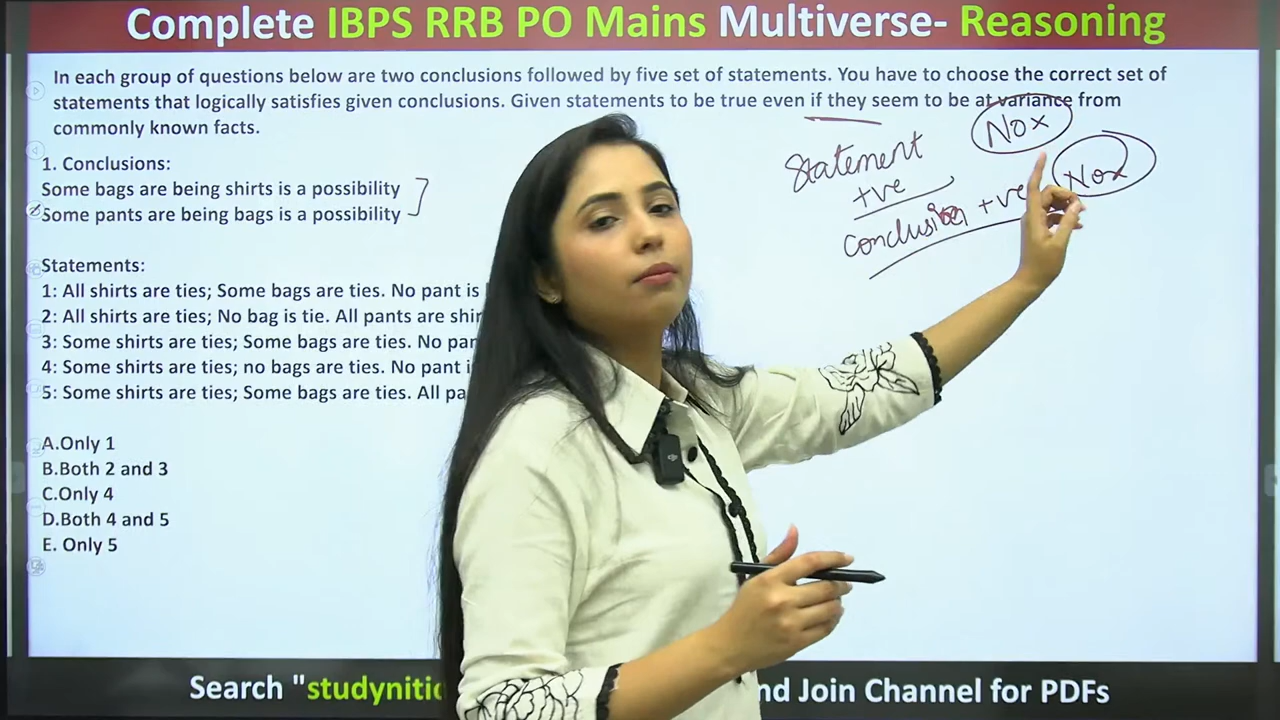 Complete IBPS RRB PO Mains Multiverse- Reasoning
In each group of questions below are two conclusions followed by five set of statements. You have to choose the correct set of
statements that logically satisfies given conclusions. Given statements to be true even if they seem to be at variance from
commonly known facts.
1. Conclusions:
Some bags are being shirts is a possibility
Some pants are being bags is a possibility
Statement
+ve
Nox
Conclusion +ve
Nox
Statements:
1: All shirts are ties; Some bags are ties. No pant is
2: All shirts are ties; No bag is tie. All pants are
3: Some shirts are ties; Some bags are ties. No
4: Some shirts are ties; no bags are ties. No pant
5: Some shirts are ties; Some bags are ties. All
A.Only 1
B.Both 2 and 3
C.Only 4
D.Both 4 and 5
E. Only 5
Search "
Join Channel for PDFs